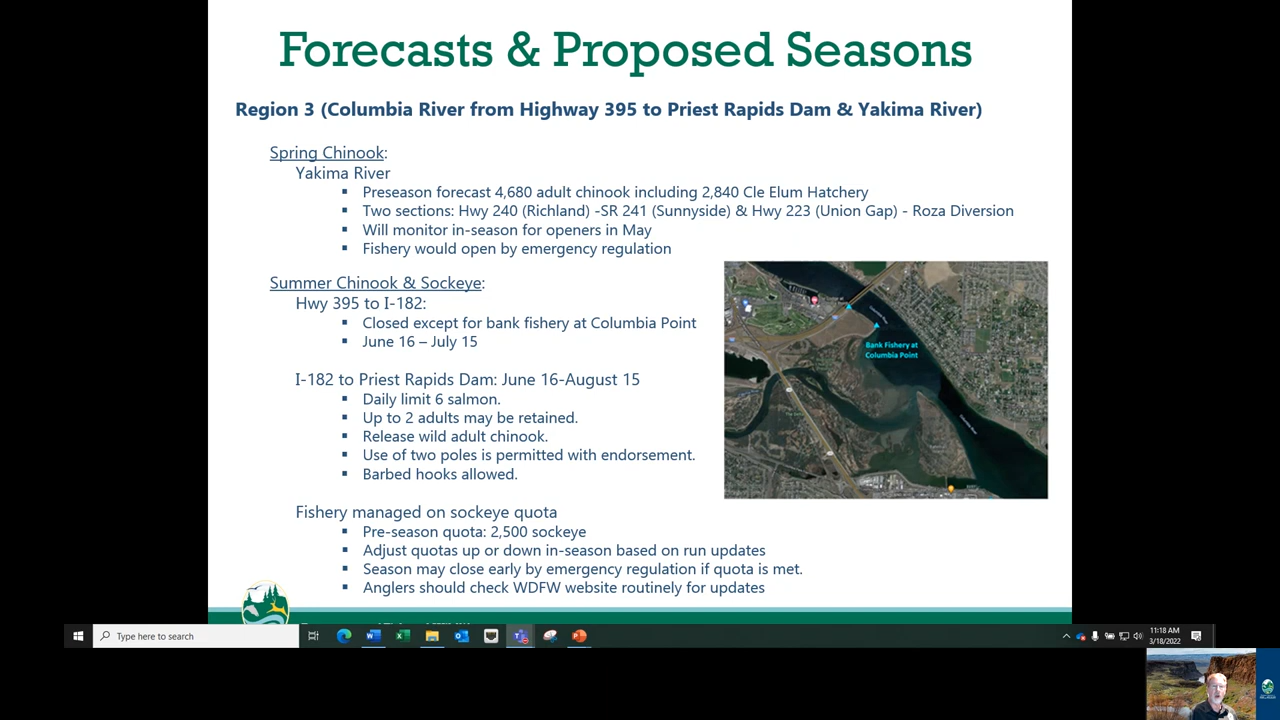 Forecasts & Proposed Seasons
Region 3 (Columbia River from Highway 395 to Priest Rapids Dam & Yakima River)
Spring Chinook:
Yakima River
▪ Preseason forecast 4,680 adult chinook including 2,840 Cle Elum Hatchery
▪ Two sections: Hwy 240 (Richland) -SR 241 (Sunnyside) & Hwy 223 (Union Gap) - Roza Diversion
▪ Will monitor in-season for openers in May
▪ Fishery would open by emergency regulation
Summer Chinook & Sockeye:
Hwy 395 to I-182:
▪ Closed except for bank fishery at Columbia Point
▪ June 16 – July 15
Bank Fishery at
Columbia Point
I-182 to Priest Rapids Dam: June 16-August 15
▪ Daily limit 6 salmon.
▪ Up to 2 adults may be retained.
▪ Release wild adult chinook.
▪ Use of two poles is permitted with endorsement.
▪ Barbed hooks allowed.
Fishery managed on sockeye quota
▪ Pre-season quota: 2,500 sockeye
▪ Adjust quotas up or down in-season based on run updates
▪ Season may close early by emergency regulation if quota is met.
▪ Anglers should check WDFW website routinely for updates
Type here to search
11:18 AM
3/18/2022